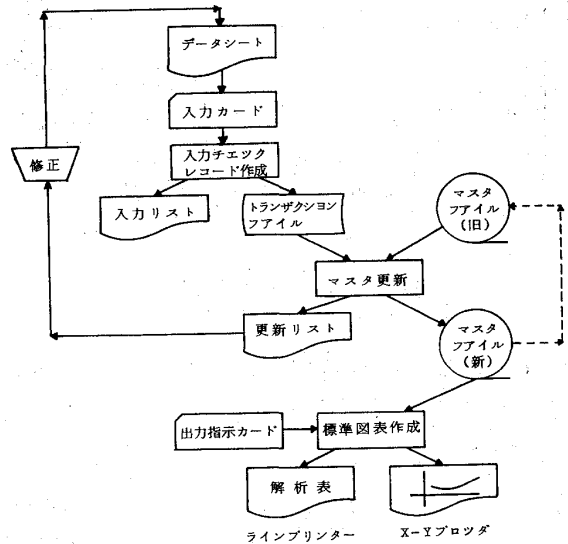 データシート
入力カード
修正
入力チェック
レコード作成
入力リスト
トランザクション
ファイル
マスタ
ファイル
(旧)
マスタ更新
更新リスト
マスタ
ファイル
(新)
出力指示カード
標準図表作成
解析表
ラインプリンター
X-Yプロツダ